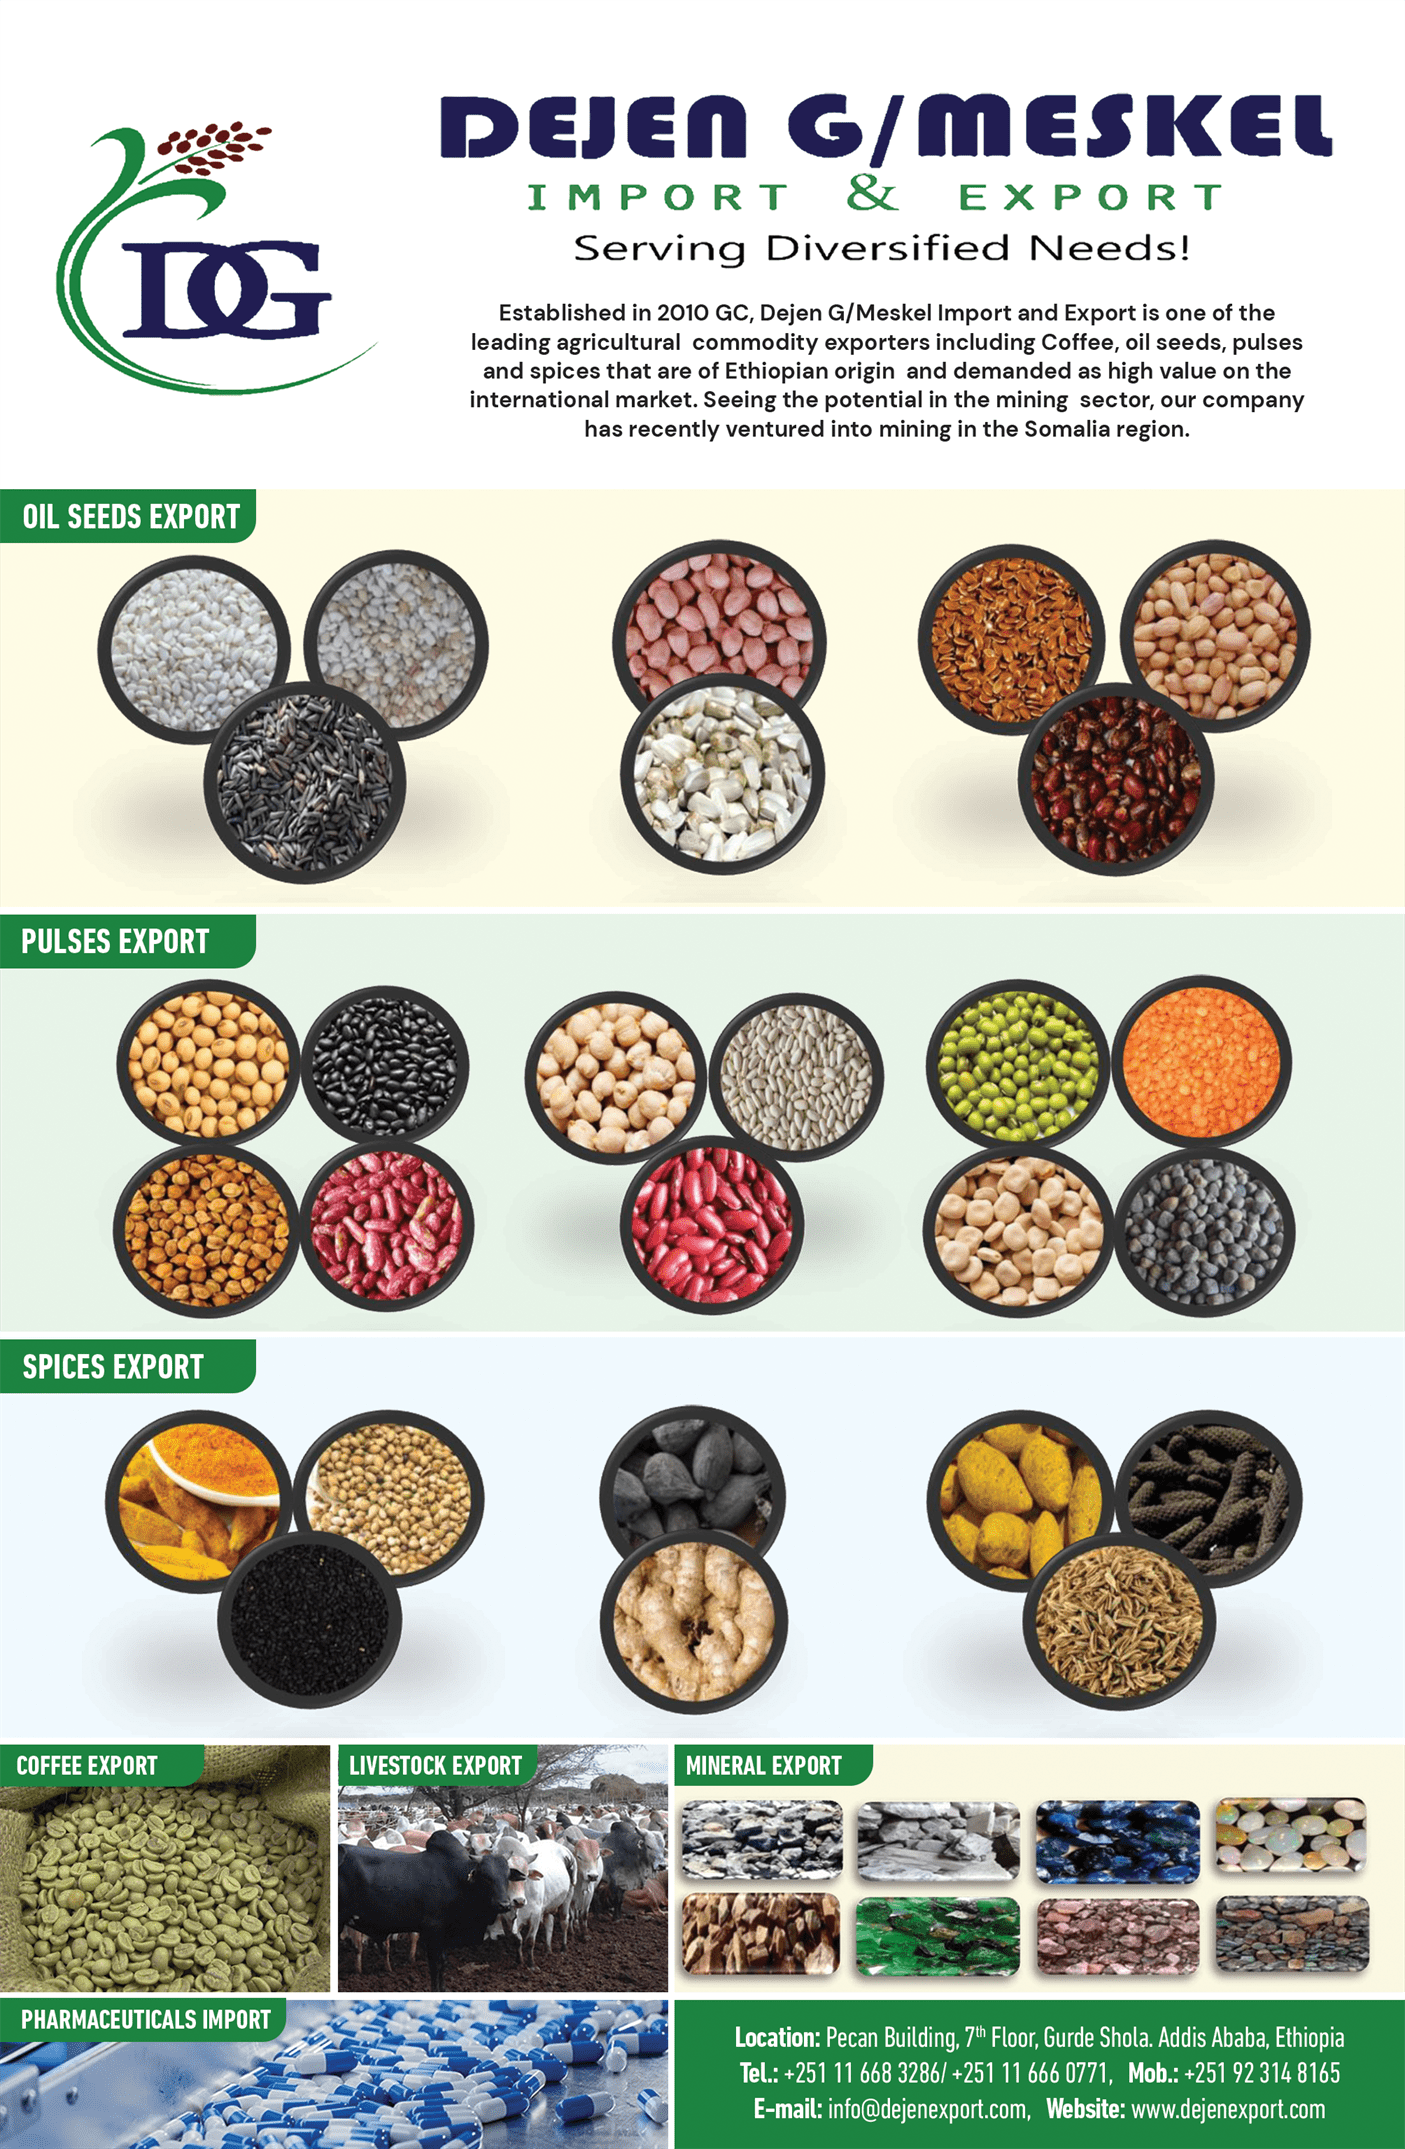 DG
DEJEN G/MESKEL
IMPORT & EXPORT
Serving Diversified Needs!
Established in 2010 GC, Dejen G/Meskel Import and Export is one of the
leading agricultural commodity exporters including Coffee, oil seeds, pulses
and spices that are of Ethiopian origin and demanded as high value on the
international market. Seeing the potential in the mining sector, our company
has recently ventured into mining in the Somalia region.
OIL SEEDS EXPORT
PULSES EXPORT
SPICES EXPORT
COFFEE EXPORT
LIVESTOCK EXPORT
MINERAL EXPORT
PHARMACEUTICALS IMPORT
Location: Pecan Building, 7th Floor, Gurde Shola. Addis Ababa, Ethiopia
Tel.: +251 11 668 3286/ +251 11 666 0771, Mob.: +251 92 314 8165
E-mail: info@dejenexport.com, Website: www.dejenexport.com